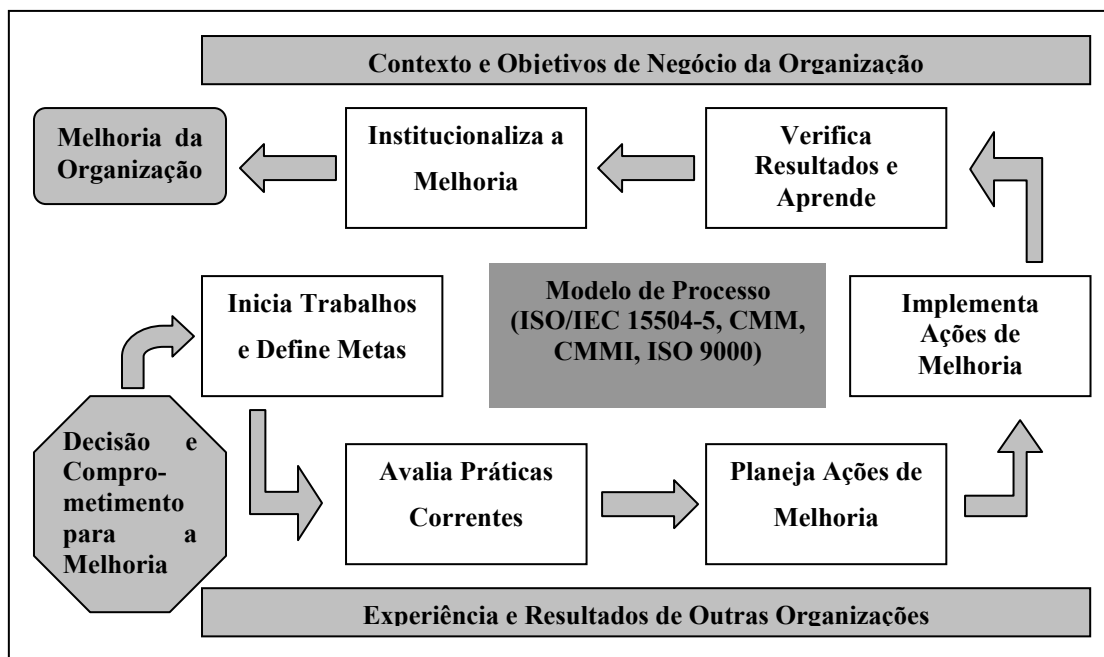 Contexto e Objetivos de Negócio da Organização
Melhoria da
Organização
Institucionaliza a
Melhoria
Verifica
Resultados e
Aprende
Inicia Trabalhos
e Define Metas
Modelo de Processo
(ISO/IEC 15504-5, CMM,
CMMI, ISO 9000)
Implementa
Ações de
Melhoria
Decisão e
Compro-
metimento
para a
Melhoria
Avalia Práticas
Correntes
Planeja Ações de
Melhoria
Experiência e Resultados de Outras Organizações